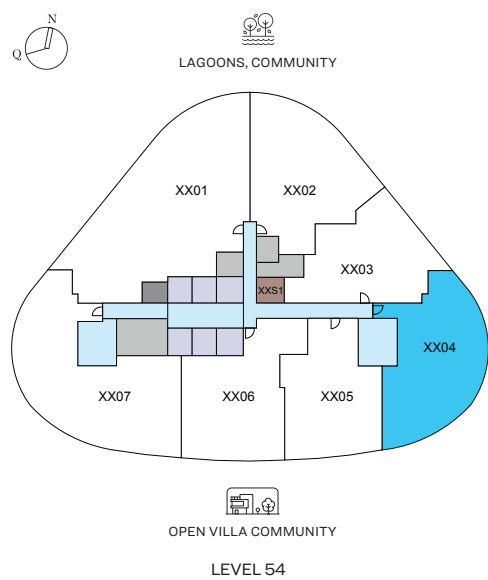 N
Q
LAGOONS, COMMUNITY
XX01
XX02
XX03
XXS1
XX04
XX07
XX06
XX05
OPEN VILLA COMMUNITY
LEVEL 54